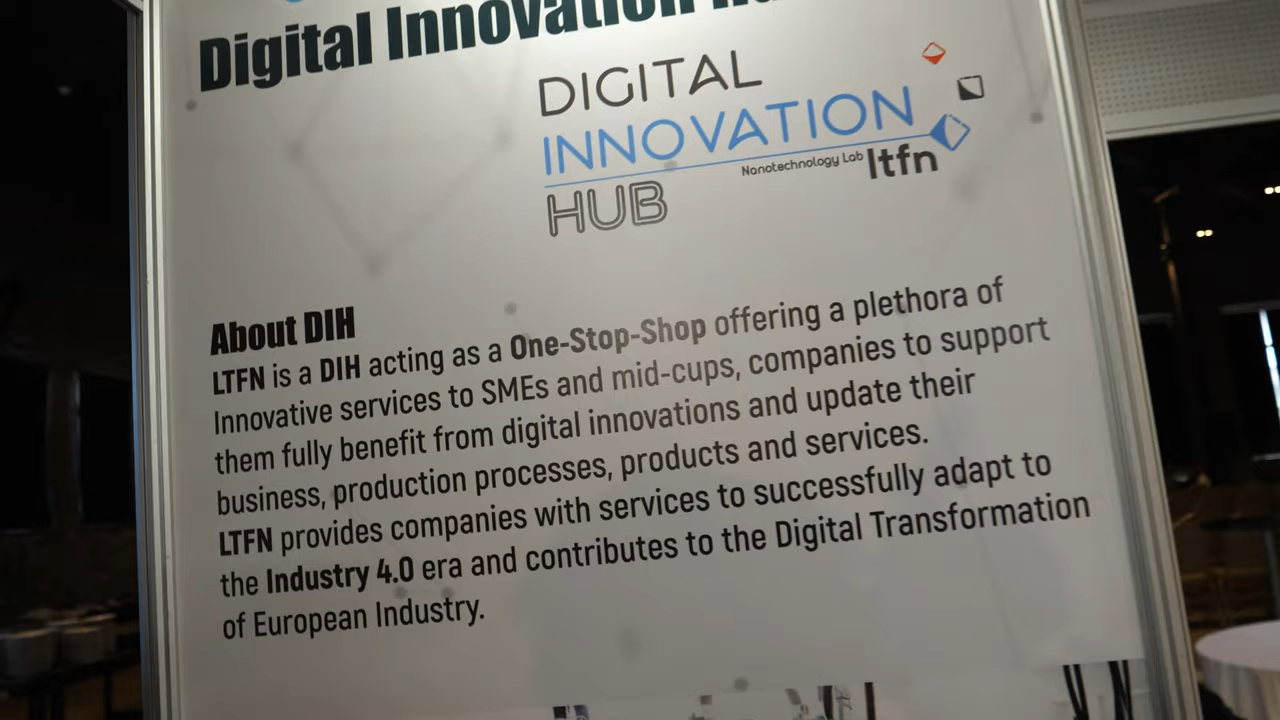 Digital Innovation
DIGITAL
INNOVATION
Nanotechnology Lab ltfn
HUB
About DIH
LTFN is a DIH acting as a One-Stop-Shop offering a plethora of
Innovative services to SMEs and mid-cups, companies to support
them fully benefit from digital innovations and update their
business, production processes, products and services.
LTFN provides companies with services to successfully adapt to
the Industry 4.0 era and contributes to the Digital Transformation
of European Industry.